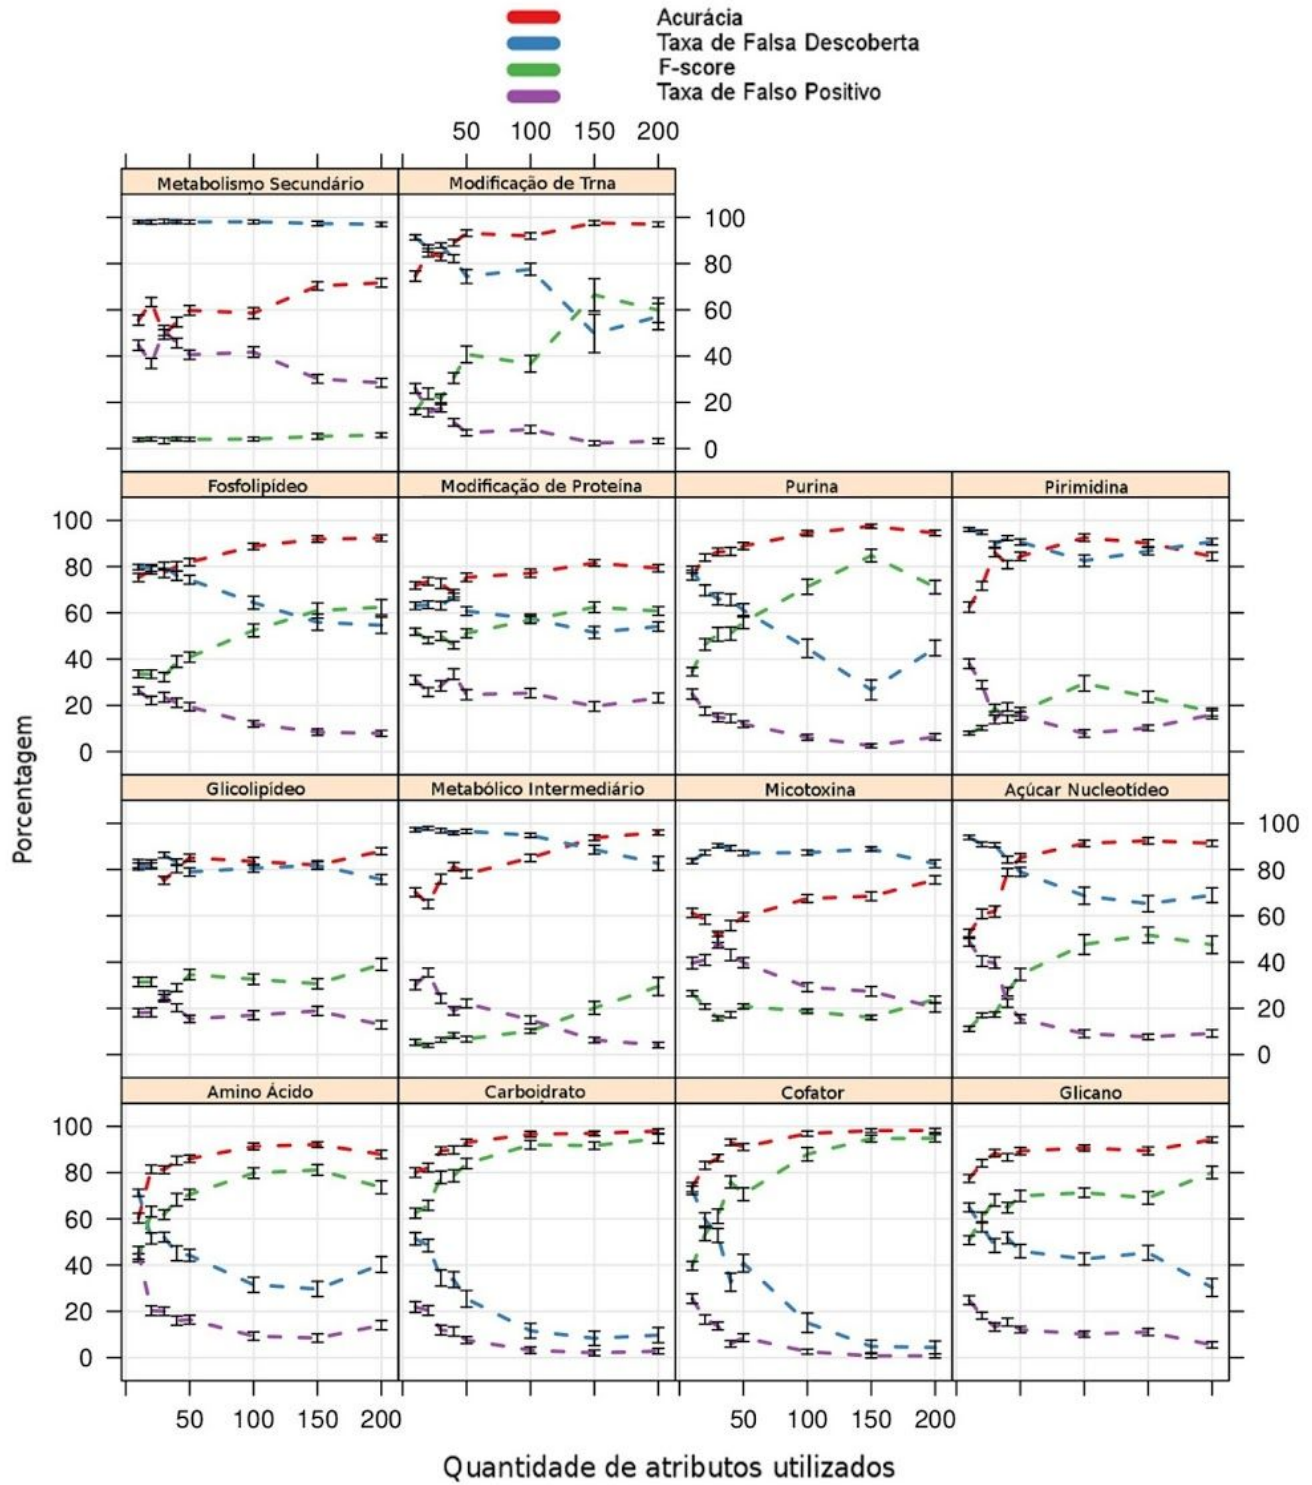 Acurácia
Taxa de Falsa Descoberta
F-score
Taxa de Falso Positivo
50 100 150 200
Metabolismo Secundário Modificação de Trna
100
80
60
40
20
0
Fosfolipídeo Modificação de Proteína Purina Pirimidina
100
80
60
40
20
0
Porcentagem
Glicolipídeo Metabólico Intermediário Micotoxina Açúcar Nucleotídeo
100
80
60
40
20
0
Amino Ácido Carboidrato Cofator Glicano
100
80
60
40
20
0
50 100 150 200 50 100 150 200
Quantidade de atributos utilizados